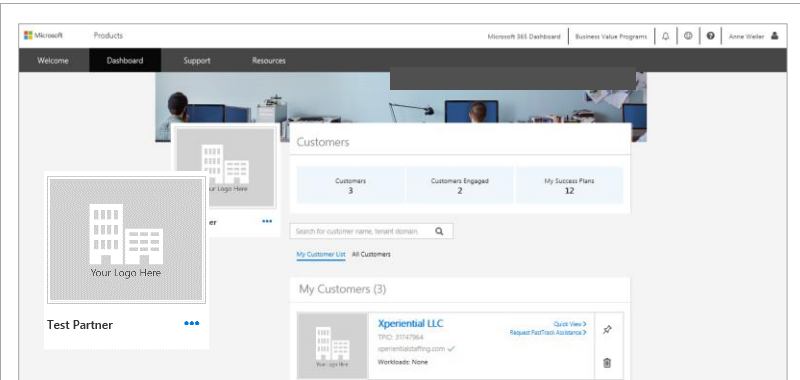 Microsoft Products Microsoft 365 Dashboard Business Value Programs Anne Weiler
Welcome Dashboard Support Resources
Customers
Customers Customers Engaged My Success Plans
3 2 12
ur Logo Here
er
Search for customer name, tenant domain.
My Customer List All Customers
Your Logo Here
Test Partner
My Customers (3)
Xperiential LLC Quick View
TPID: 31747964 Request FastTrack Assistance
xperientialstaffing.com
Workloads: None
Your Logo Here